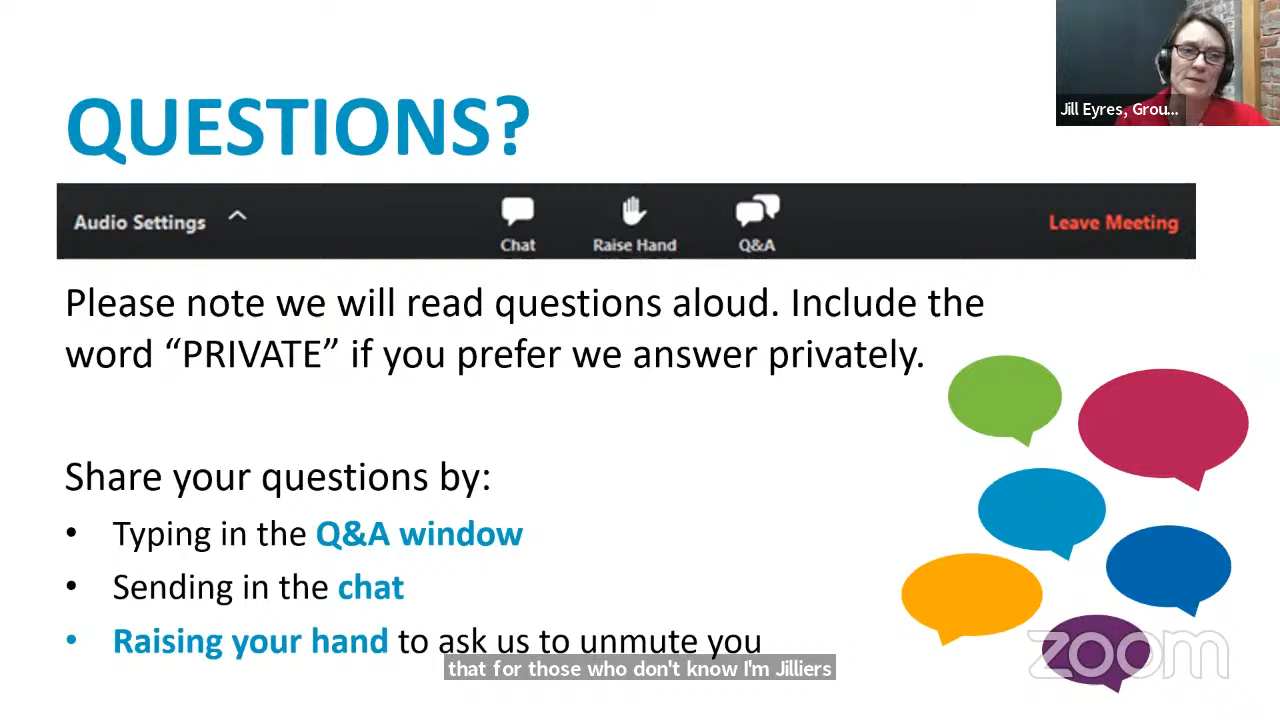 Jill Eyres, Grou...
QUESTIONS?
Audio Settings
Chat
Raise Hand
Q&A
Leave Meeting
Please note we will read questions aloud. Include the
word “PRIVATE” if you prefer we answer privately.
Share your questions by:
• Typing in the Q&A window
• Sending in the chat
• Raising your hand to ask us to unmute you
that for those who don't know I'm Jilliers
zoom